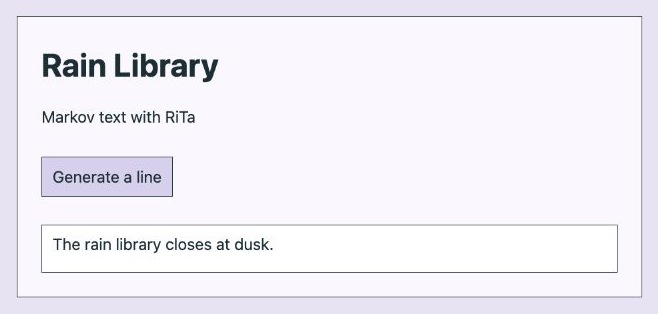 Rain Library
Markov text with RiTa
Generate a line
The rain library closes at dusk.